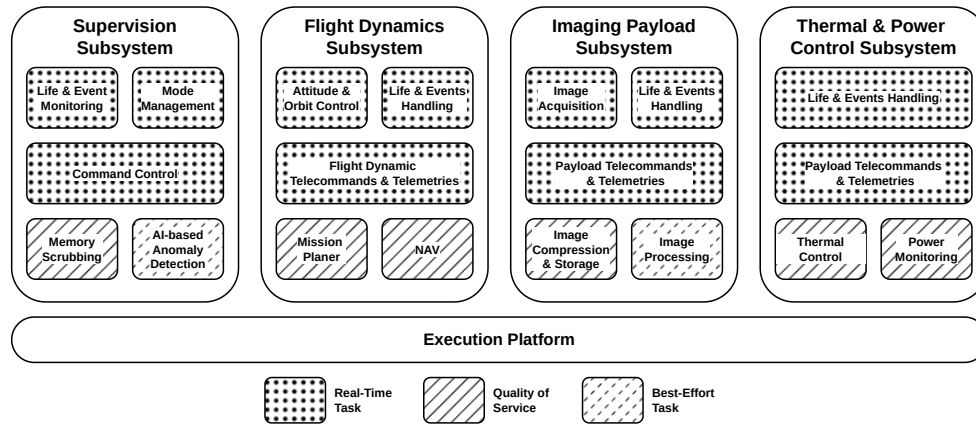 Supervision
Subsystem
Life & Event
Monitoring
Mode
Management
Command Control
Memory
Scrubbing
AI-based
Anomaly
Detection
Flight Dynamics
Subsystem
Attitude &
Orbit Control
Life & Events
Handling
Flight Dynamic
Telecommands & Telemetries
Mission
Planer
NAV
Imaging Payload
Subsystem
Image
Acquisition
Life & Events
Handling
Payload Telecommands
& Telemetries
Image
Compression
& Storage
Image
Processing
Thermal & Power
Control Subsystem
Life & Events Handling
Payload Telecommands
& Telemetries
Thermal
Control
Power
Monitoring
Execution Platform
Real-Time
Task
Quality of
Service
Best-Effort
Task